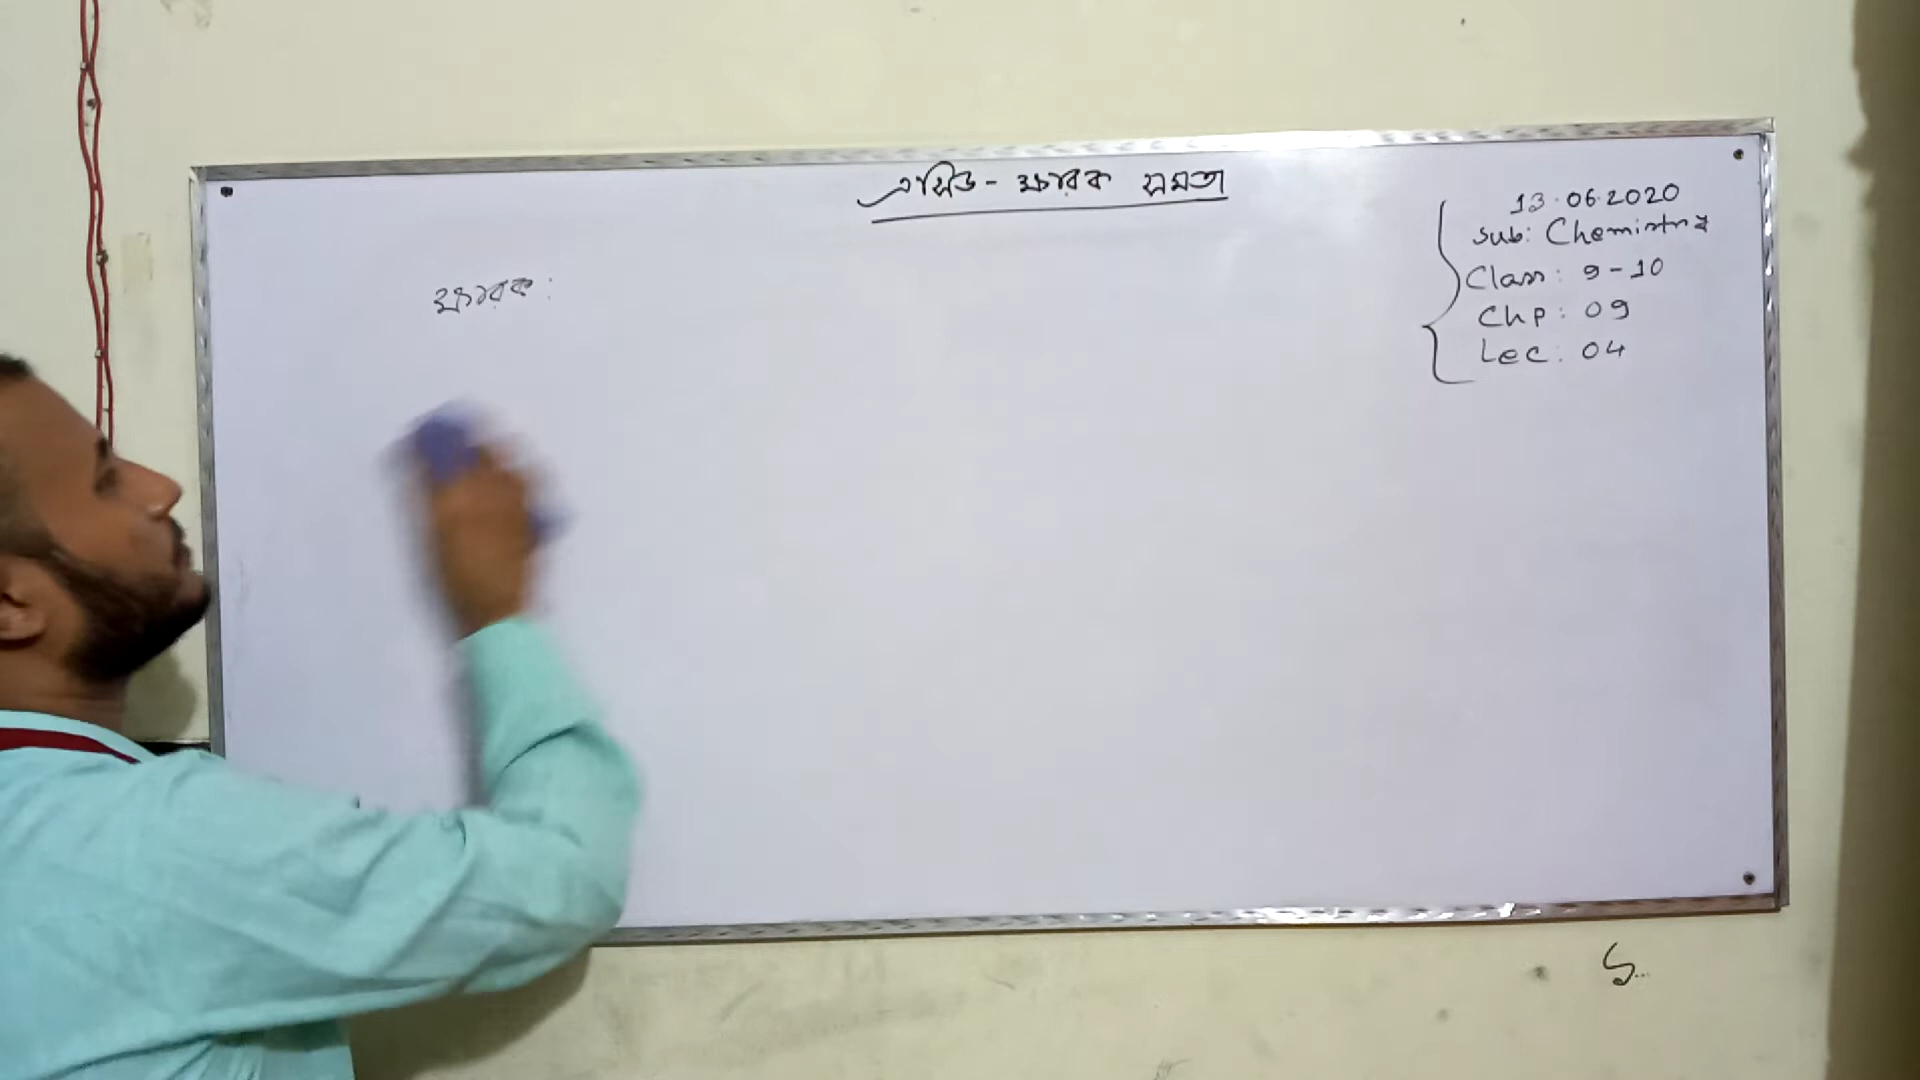 এসিড - ক্ষারক সমতা
13.06.2020
Sub: Chemistry
Class: 9-10
Chp: 09
Lec: 04
ক্ষারক: